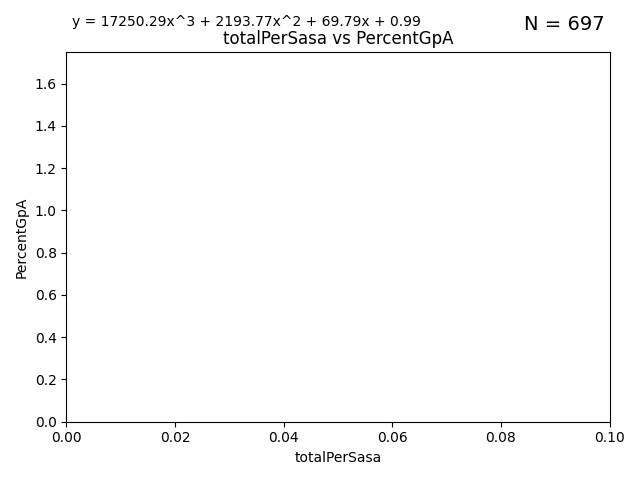 y = 17250.29x^3 + 2193.77x^2 + 69.79x + 0.99
N = 697
totalPerSasa vs PercentGpA
PercentGpA
1.6
1.4
1.2
1.0
0.8
0.6
0.4
0.2
0.0
0.00 0.02 0.04 0.06 0.08 0.10
totalPerSasa